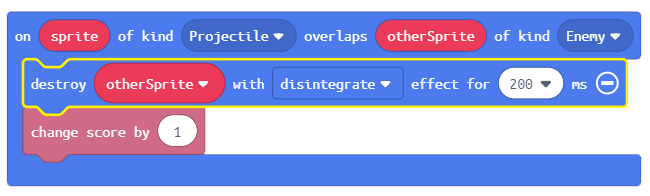 on sprite of kind Projectile overlaps otherSprite of kind Enemy
destroy otherSprite with disintegrate effect for 200 ms
change score by 1